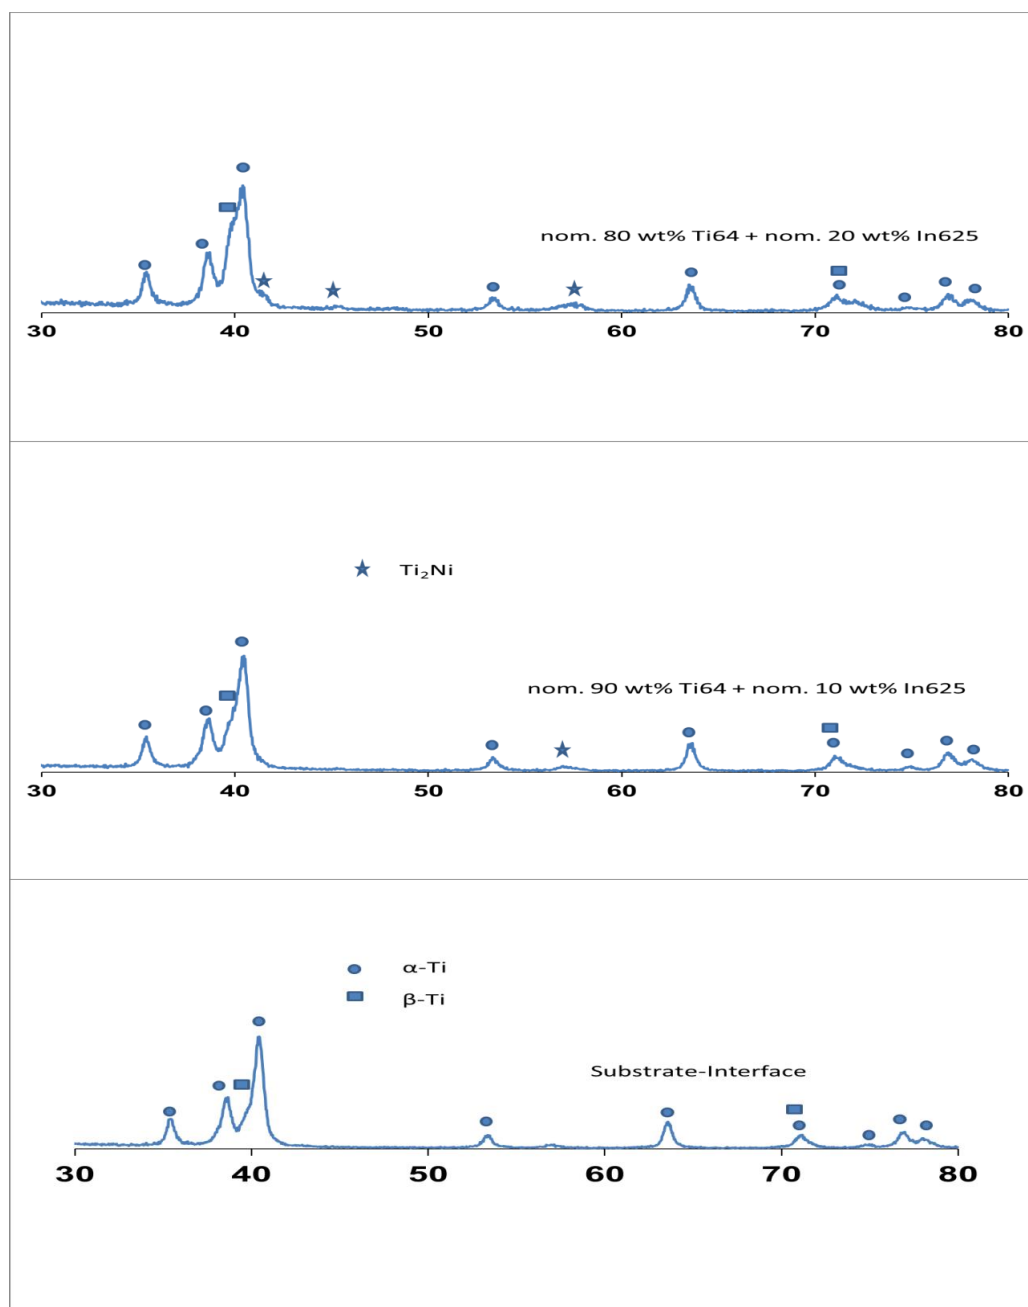 nom. 80 wt% Ti64 + nom. 20 wt% In625
30 40 50 60 70 80
Ti₂Ni
nom. 90 wt% Ti64 + nom. 10 wt% In625
30 40 50 60 70 80
α-Ti
β-Ti
Substrate-Interface
30 40 50 60 70 80